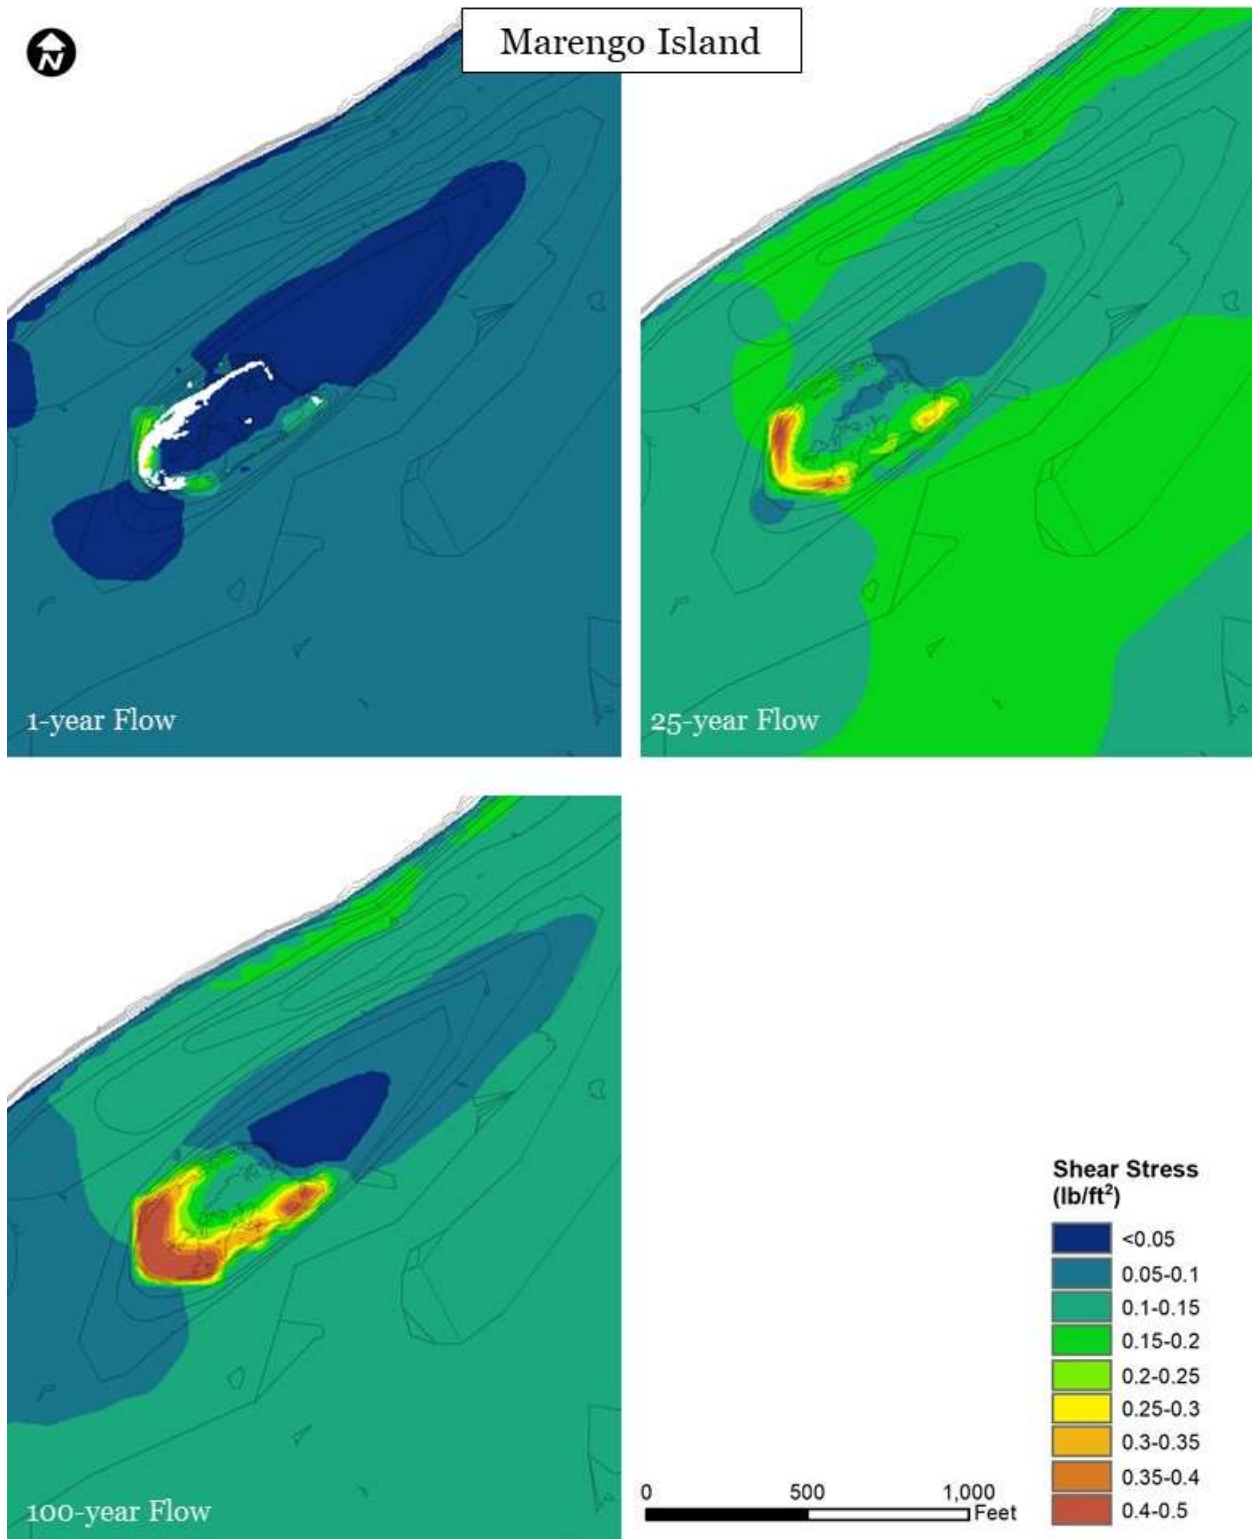 Marengo Island
N
1-year Flow
25-year Flow
100-year Flow
Shear Stress
(lb/ft²)
<0.05
0.05-0.1
0.1-0.15
0.15-0.2
0.2-0.25
0.25-0.3
0.3-0.35
0.35-0.4
0.4-0.5
0 500 1,000
Feet